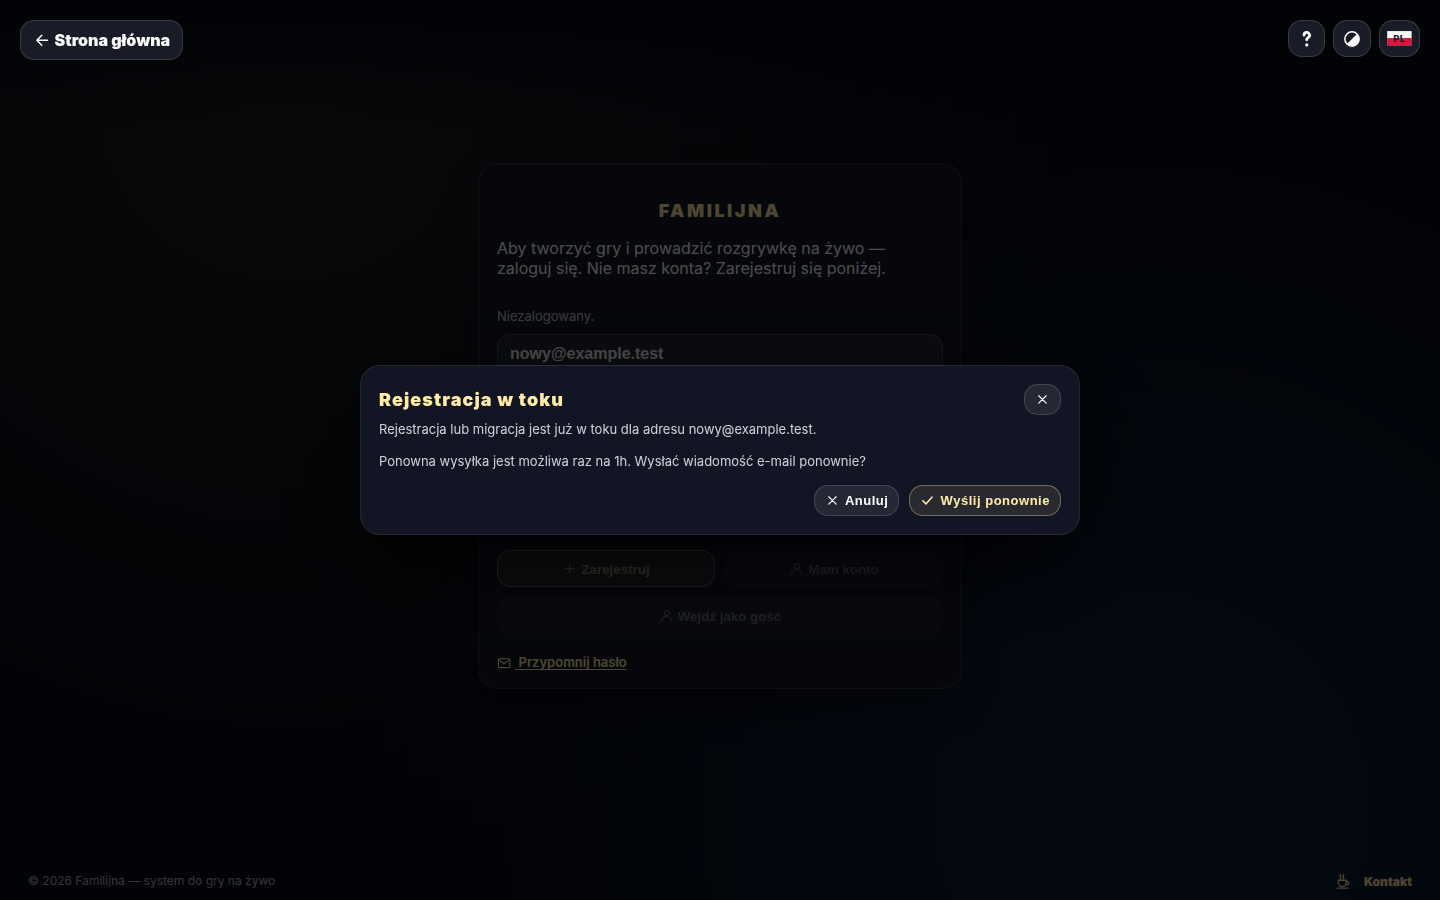 Strona główna
?
PL
FAMILIJNA
Aby tworzyć gry i prowadzić rozgrywkę na żywo —
zaloguj się. Nie masz konta? Zarejestruj się poniżej.
Niezalogowany.
nowy@example.test
Rejestracja w toku
Rejestracja lub migracja jest już w toku dla adresu nowy@example.test.
Ponowna wysyłka jest możliwa raz na 1h. Wysłać wiadomość e-mail ponownie?
Anuluj
Wyślij ponownie
Zarejestruj
Mam konto
Wejdź jako gość
Przypomnij hasło
© 2026 Familijna — system do gry na żywo
Kontakt